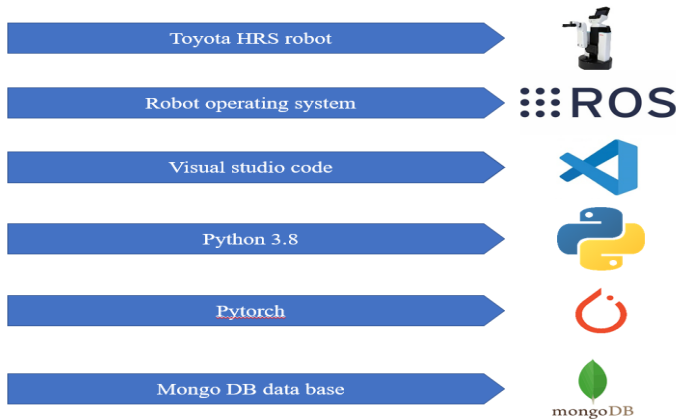 Toyota HRS robot
Robot operating system
ROS
Visual studio code
Python 3.8
Pytorch
Mongo DB data base
mongoDB